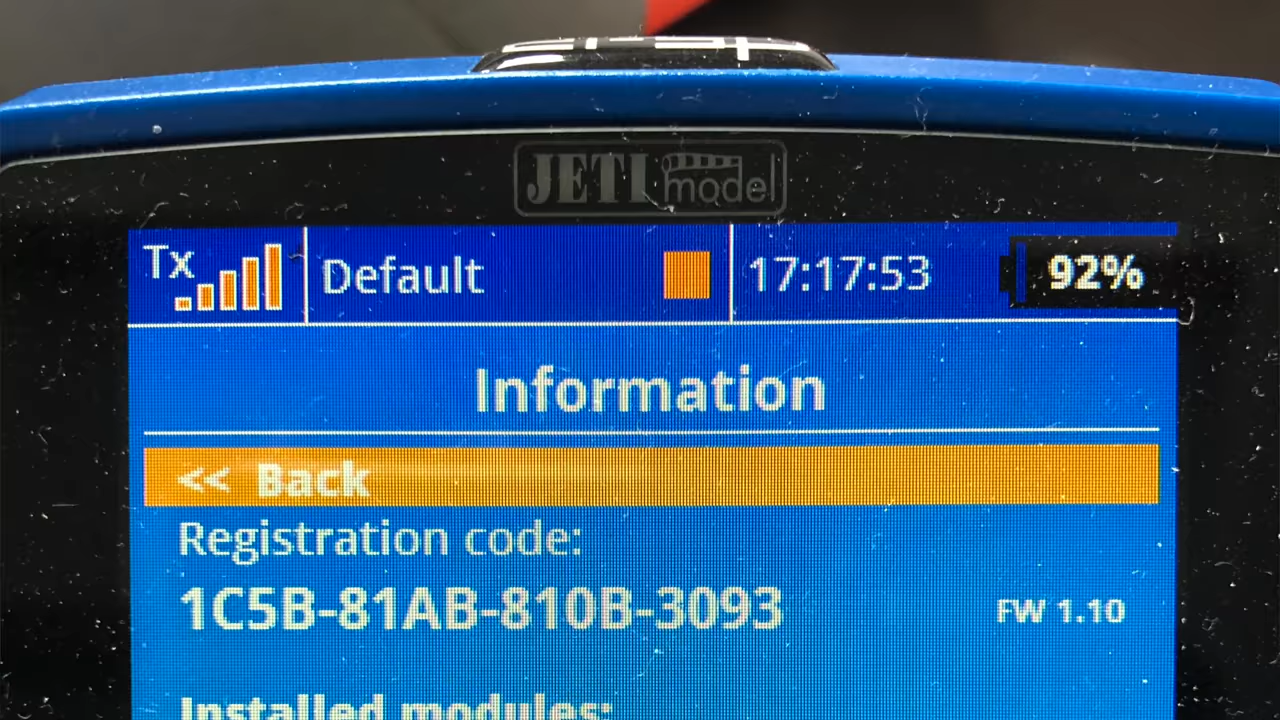 JETI model
Tx Default 17:17:53 92%
Information
<< Back
Registration code:
1C5B-81AB-810B-3093 FW 1.10
Installed modules: